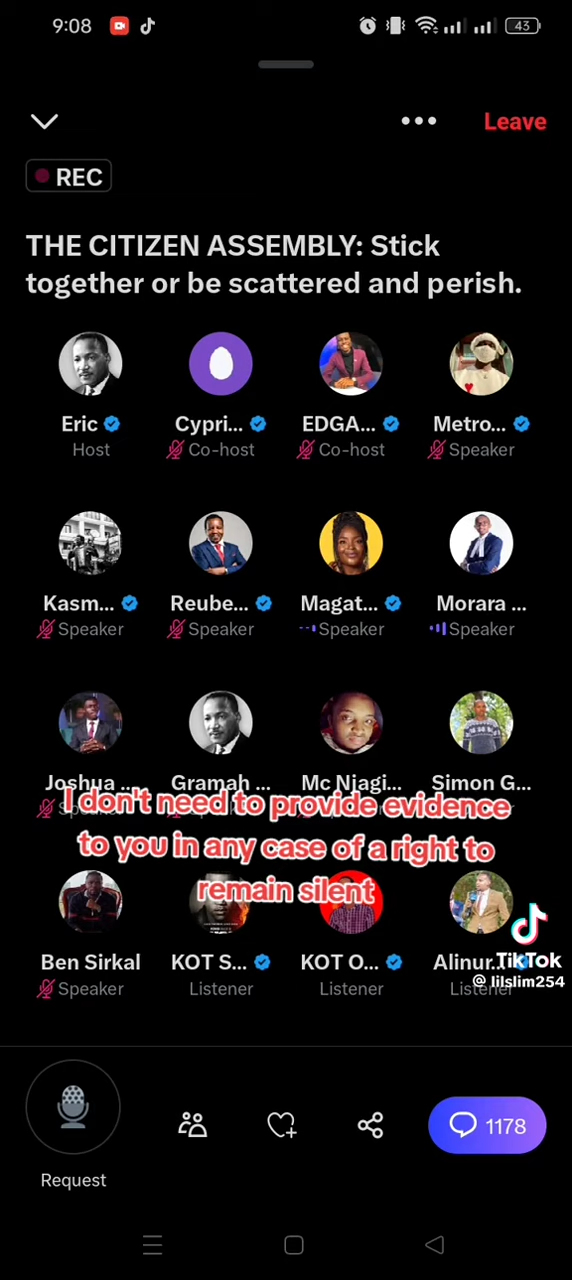 9:08
43
Leave
REC
THE CITIZEN ASSEMBLY: Stick
together or be scattered and perish.
Eric
Cypri...
EDGA...
Metro...
Host
Co-host
Co-host
Speaker
Kasm...
Reube...
Magat...
Morara ...
Speaker
Speaker
Speaker
Speaker
Joshua ...
Gramah ...
Mc Njagi...
Simon G...
I don't need to provide evidence
to you in any case of a right to
remain silent
TikTok
@ lilslim254
Ben Sirkal
KOT S...
KOT O...
Alinur...
Speaker
Listener
Listener
Listener
1178
Request